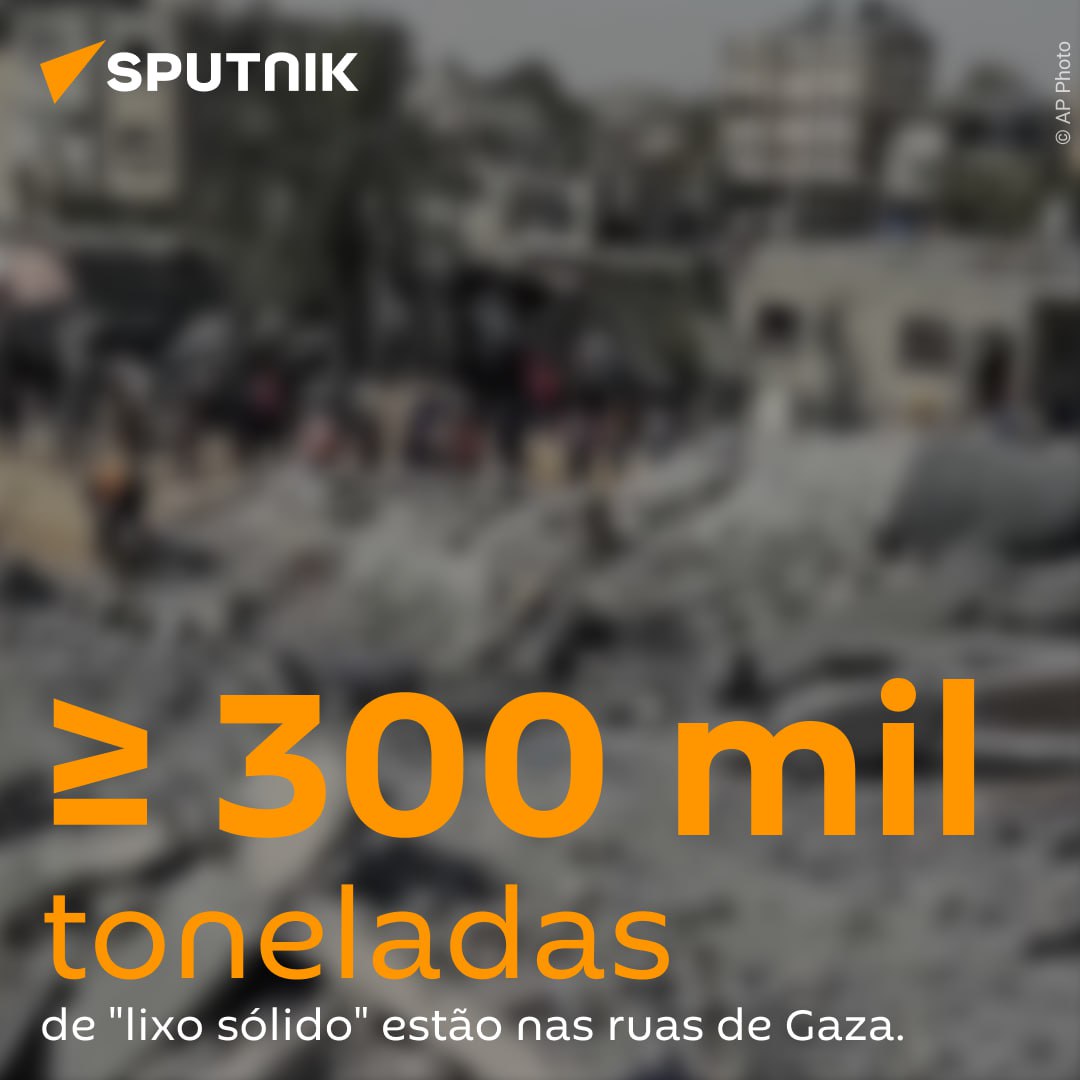 SPUTNIK
© AP Photo
≥ 300 mil
toneladas
de "lixo sólido" estão nas ruas de Gaza.